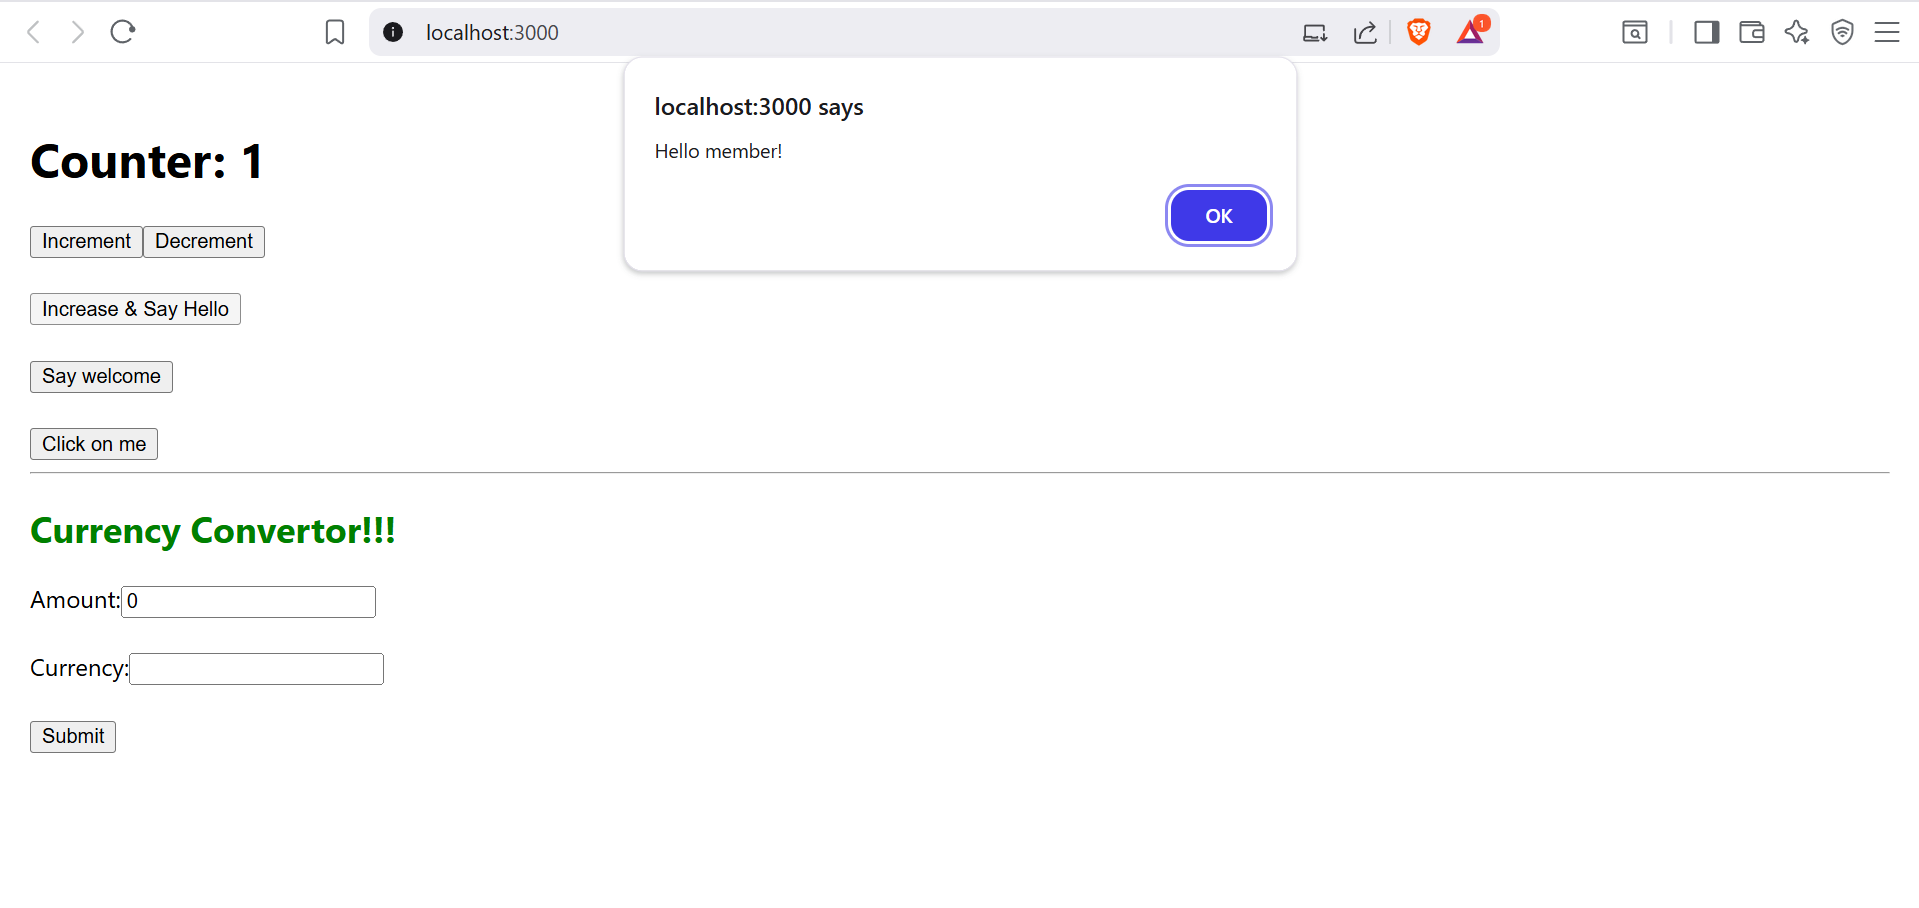 localhost:3000
1
localhost:3000 says
Hello member!
OK
Counter: 1
Increment Decrement
Increase & Say Hello
Say welcome
Click on me
Currency Convertor!!!
Amount: 0
Currency:
Submit